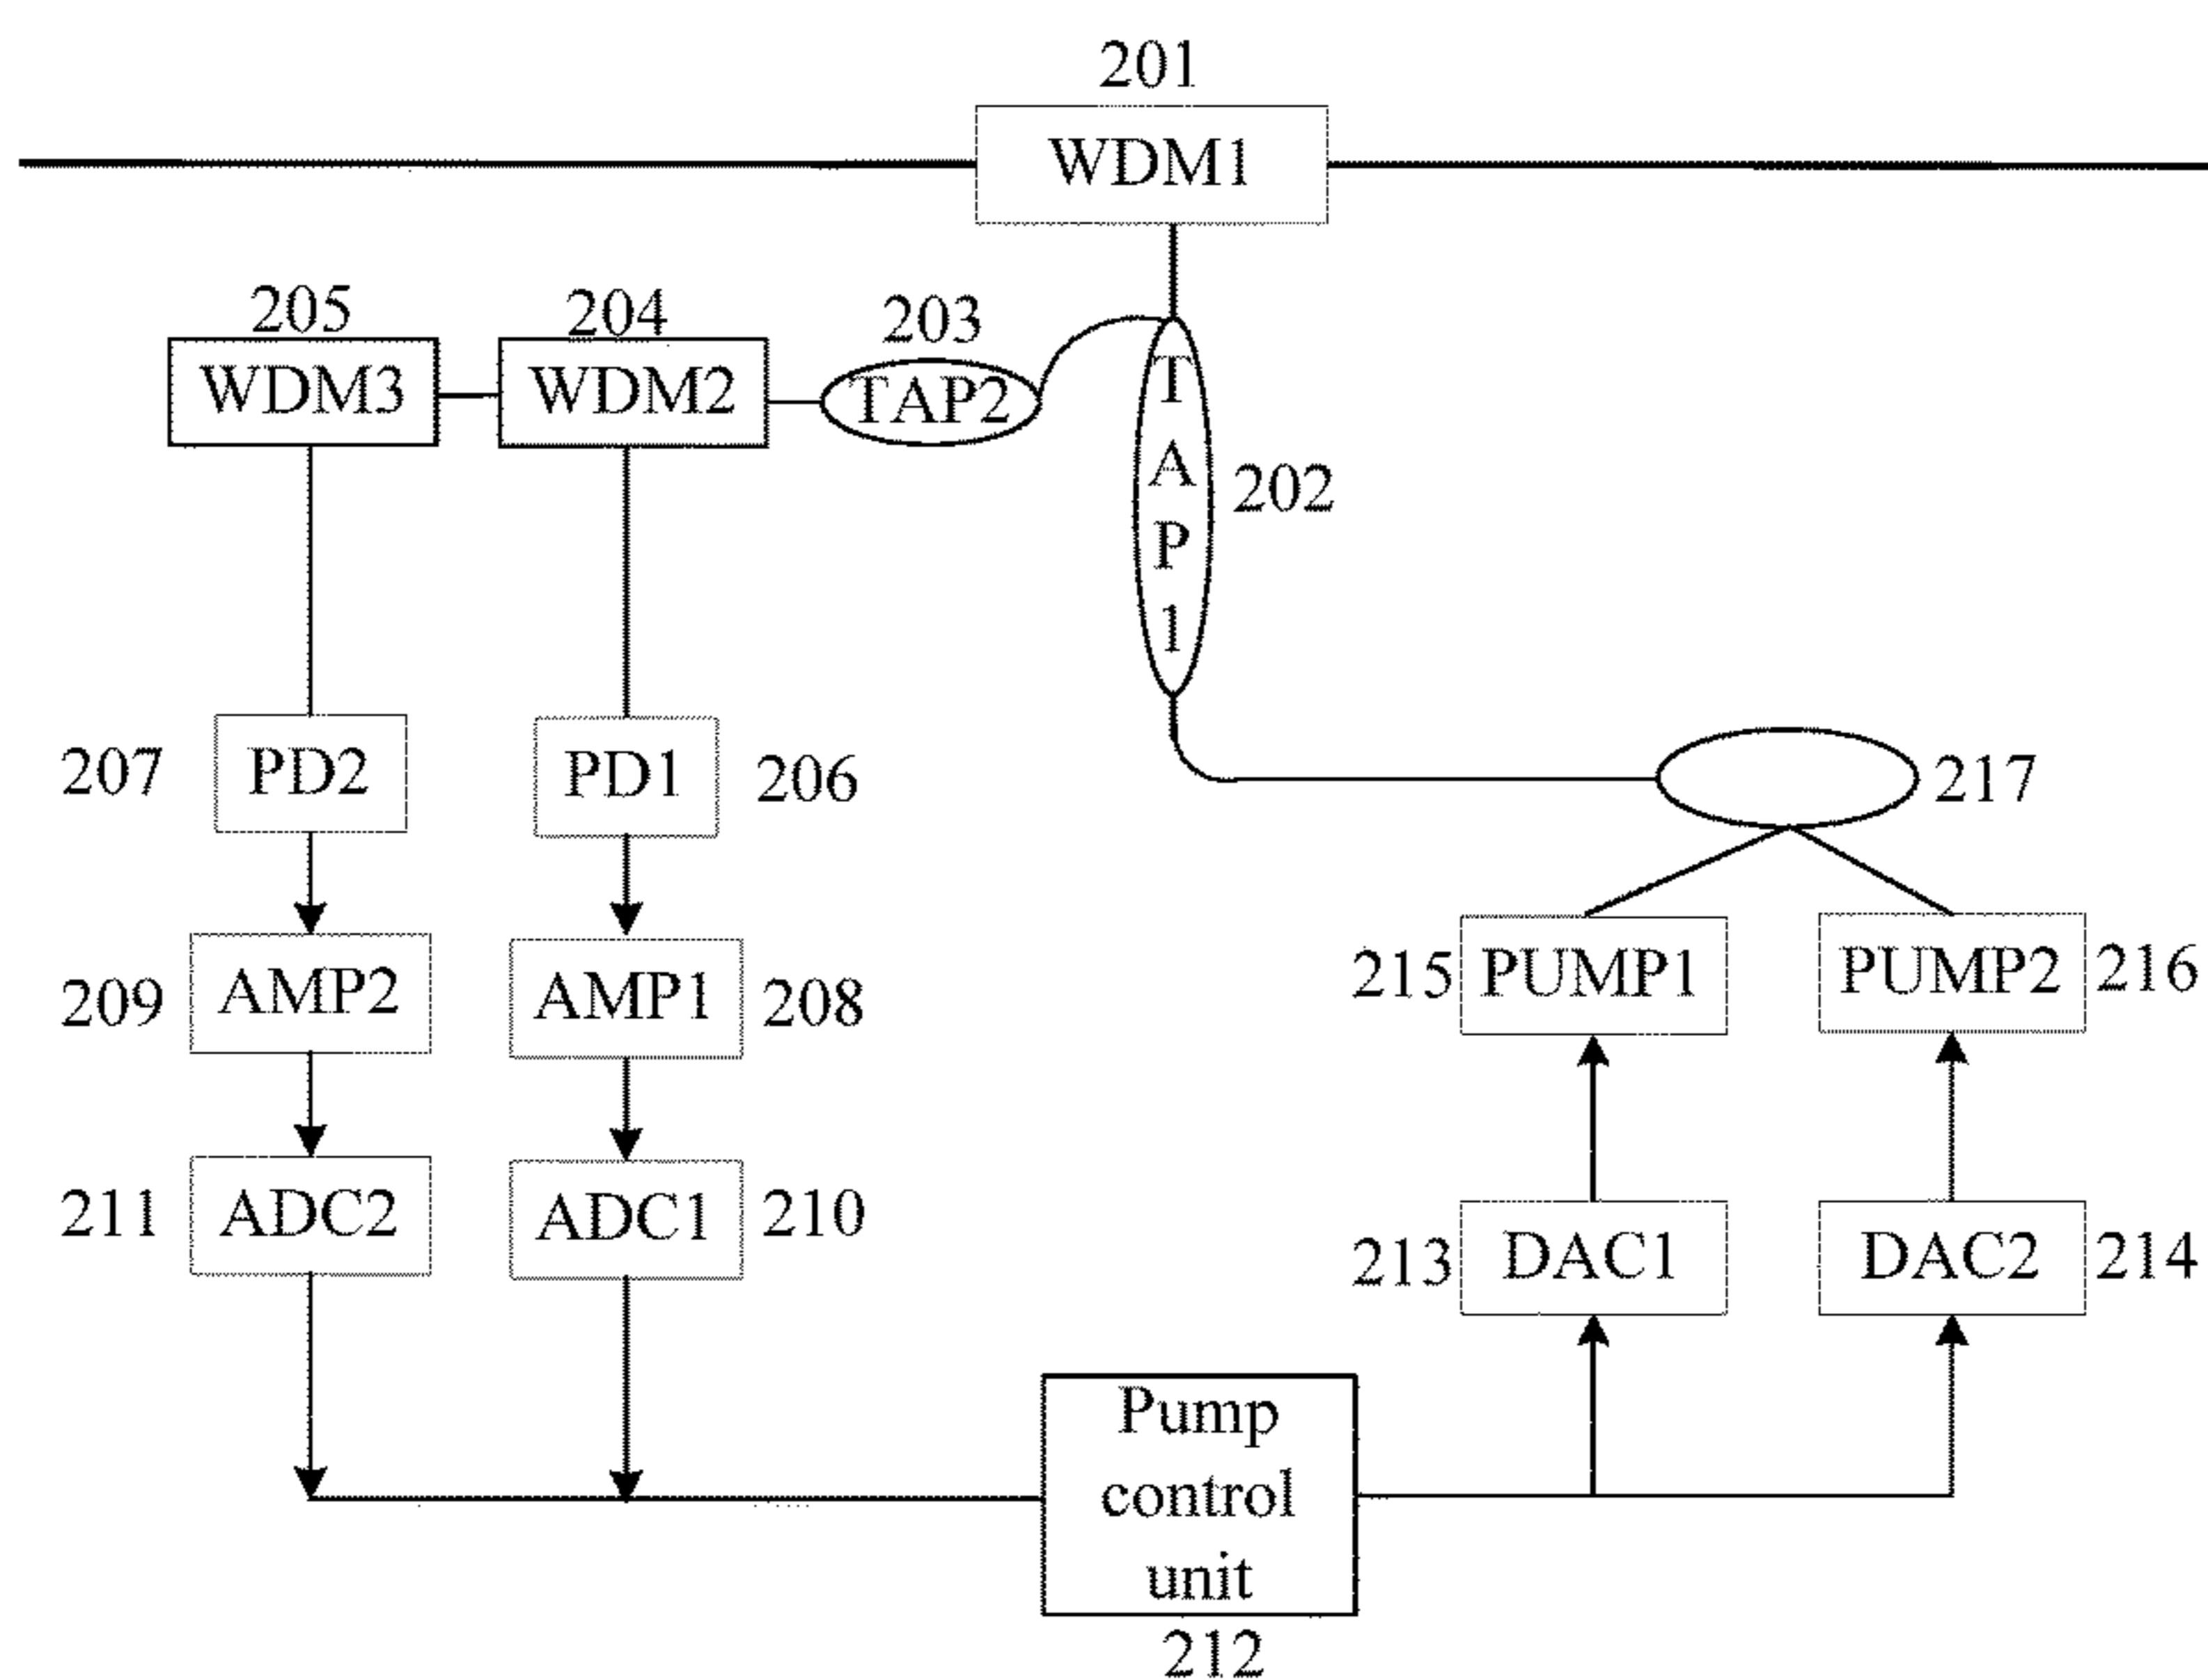 201
WDM1
205
204
203
WDM3
WDM2
TAP2
TAP1
202
207
PD2
PD1
206
217
209
AMP2
AMP1
208
215
PUMP1
PUMP2
216
211
ADC2
ADC1
210
213
DAC1
DAC2
214
Pump
control
unit
212